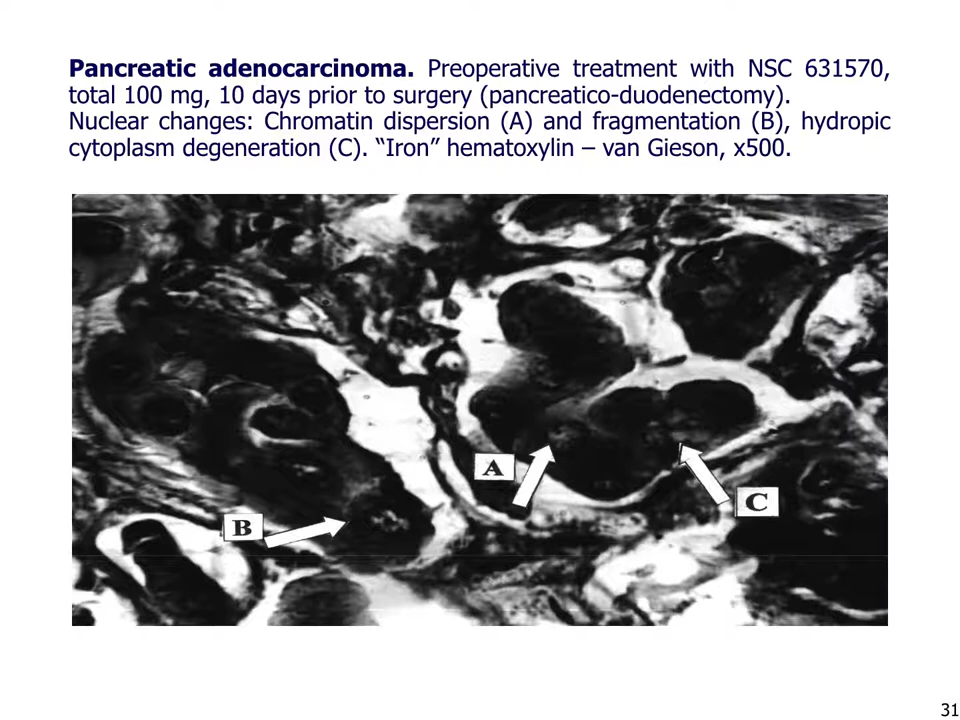 Pancreatic adenocarcinoma. Preoperative treatment with NSC 631570,
total 100 mg, 10 days prior to surgery (pancreatico-duodenectomy).
Nuclear changes: Chromatin dispersion (A) and fragmentation (B), hydropic
cytoplasm degeneration (C). “Iron” hematoxylin – van Gieson, x500.
A
C
B
31